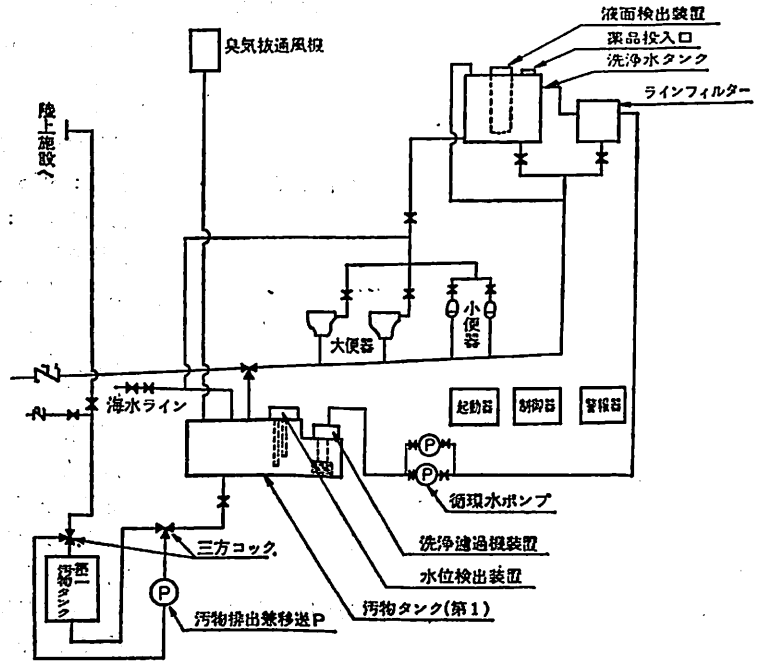 液面検出装置
薬品投入口
洗浄水タンク
ラインフィルター
臭気抜通風機
陸上施設へ
大便器
小便器
海水ライン
起動器
制御器
警報器
P
P
循環水ポンプ
洗浄濾過機装置
水位検出装置
汚物タンク(第1)
三方コック
第二
汚物タンク
P
汚物排出兼移送P